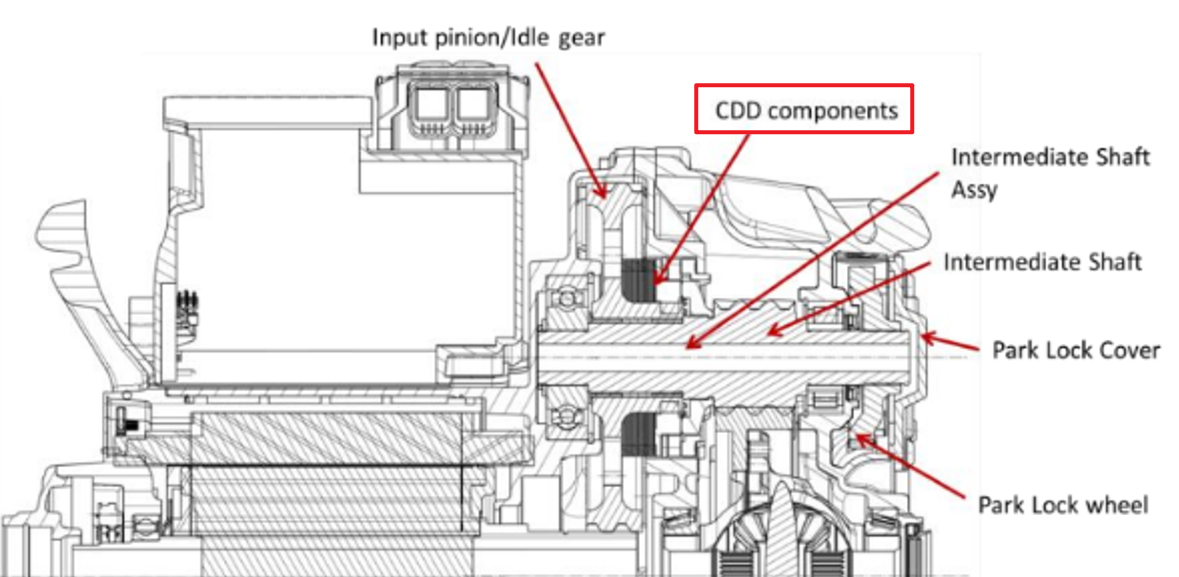 Input pinion/Idle gear
CDD components
Intermediate Shaft
Assy
Intermediate Shaft
Park Lock Cover
Park Lock wheel